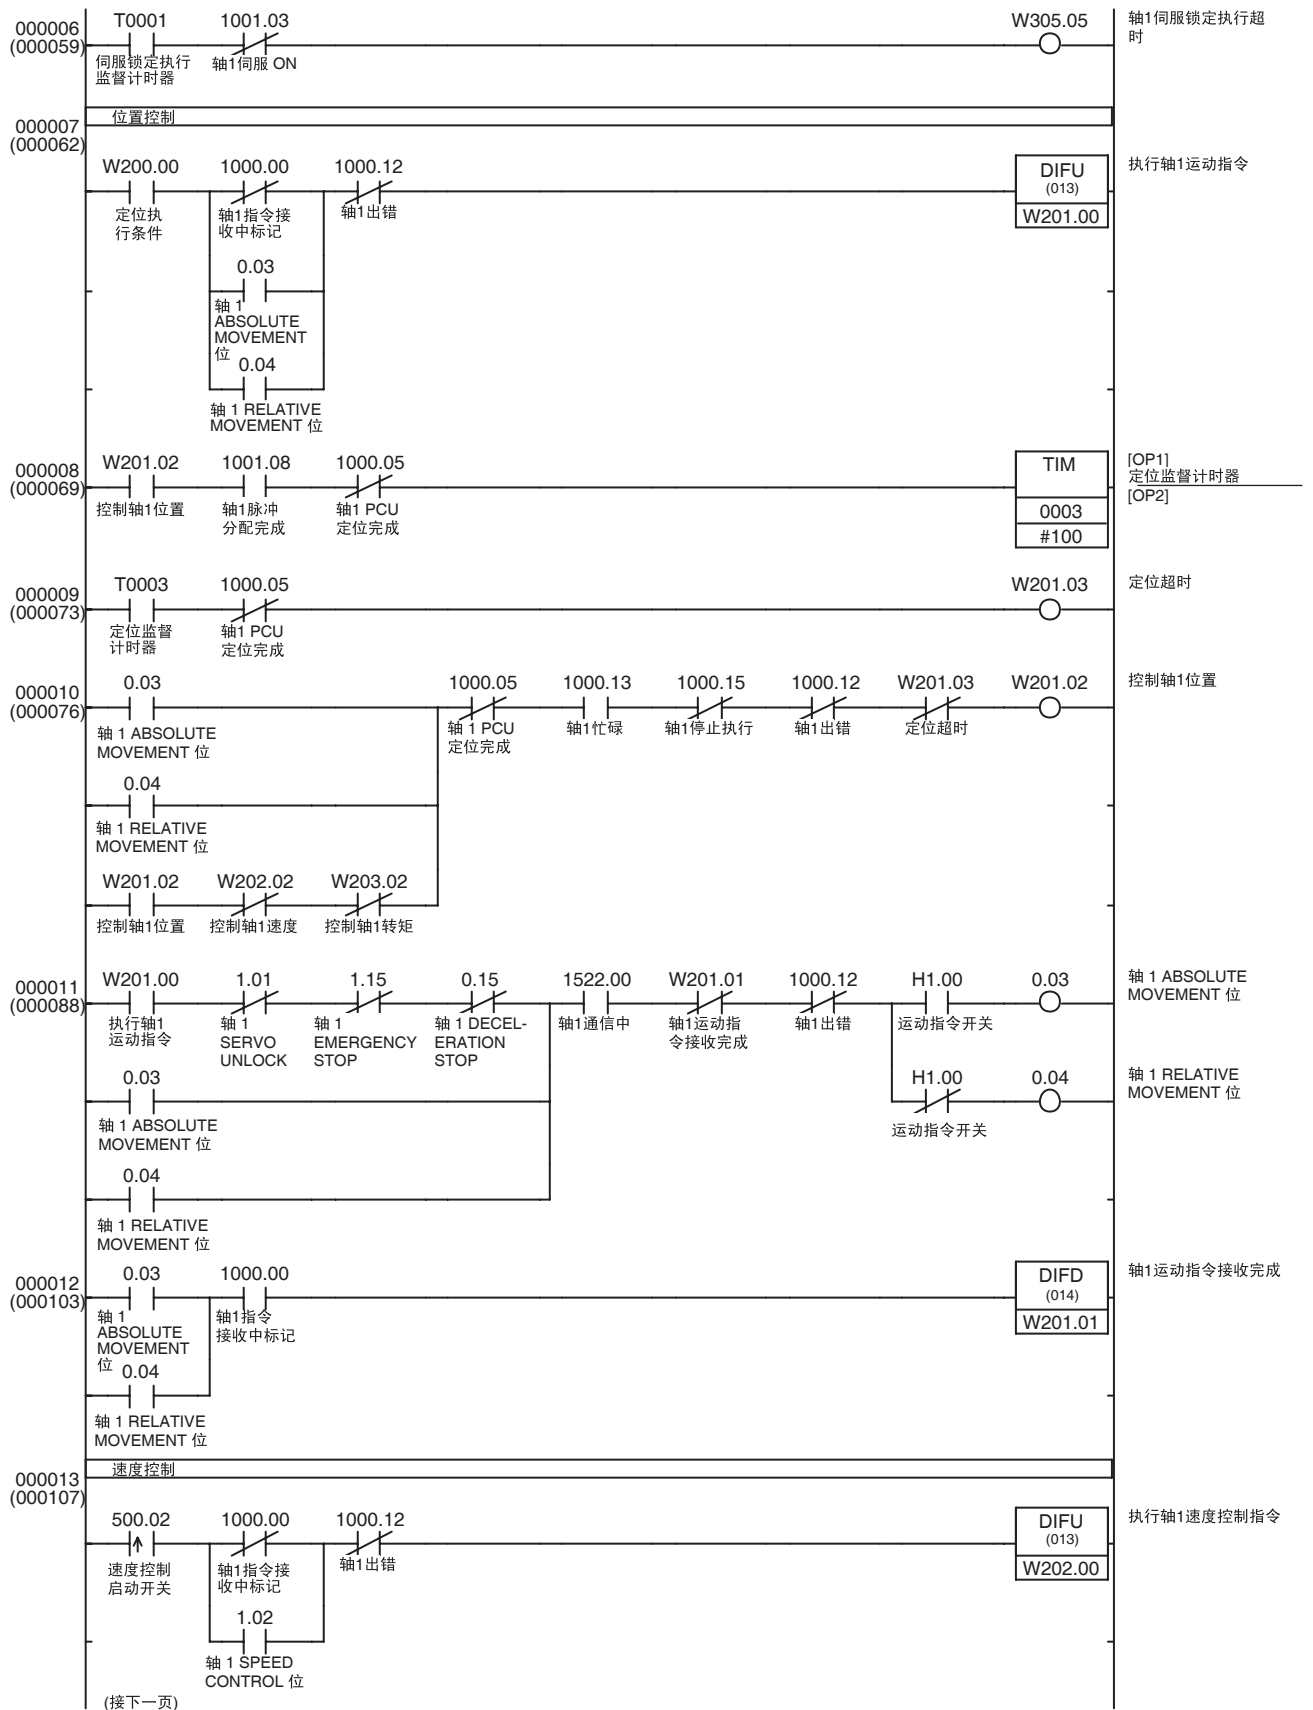 000006
(000059)
T0001 1001.03 W305.05
伺服锁定执行
监督计时器
轴1伺服 ON
轴1伺服锁定执行超
时
位置控制
000007
(000062)
W200.00 1000.00 1000.12
定位执
行条件
轴1指令接
收中标记
轴1出错
DIFU
(013)
W201.00
执行轴1运动指令
0.03
轴 1
ABSOLUTE
MOVEMENT
位
0.04
轴 1 RELATIVE
MOVEMENT 位
000008
(000069)
W201.02 1001.08 1000.05
控制轴1位置
轴1脉冲
分配完成
轴1 PCU
定位完成
TIM
0003
#100
[OP1]
定位监督计时器
[OP2]
000009
(000073)
T0003 1000.05 W201.03
定位监督
计时器
轴1 PCU
定位完成
定位超时
000010
(000076)
0.03 1000.05 1000.13 1000.15 1000.12 W201.03 W201.02
轴 1 ABSOLUTE
MOVEMENT 位
轴 1 PCU
定位完成
轴1忙碌 轴1停止执行 轴1出错 定位超时
控制轴1位置
0.04
轴 1 RELATIVE
MOVEMENT 位
W201.02 W202.02 W203.02
控制轴1位置 控制轴1速度 控制轴1转矩
000011
(000088)
W201.00 1.01 1.15 0.15 1522.00 W201.01 1000.12 H1.00 0.03
执行轴1
运动指令
轴 1
SERVO
UNLOCK
轴 1
EMERGENCY
STOP
轴 1 DECEL-
ERATION
STOP
轴1通信中
轴1运动指
令接收完成
轴1出错
运动指令开关
轴 1 ABSOLUTE
MOVEMENT 位
0.03 H1.00 0.04
轴 1 ABSOLUTE
MOVEMENT 位
运动指令开关
轴 1 RELATIVE
MOVEMENT 位
0.04
轴 1 RELATIVE
MOVEMENT 位
000012
(000103)
0.03 1000.00
轴 1
ABSOLUTE
MOVEMENT
位
轴1指令
接收中标记
DIFD
(014)
W201.01
轴1运动指令接收完成
0.04
轴 1 RELATIVE
MOVEMENT 位
速度控制
000013
(000107)
500.02 1000.00 1000.12
速度控制
启动开关
轴1指令接
收中标记
轴1出错
DIFU
(013)
W202.00
执行轴1速度控制指令
1.02
轴 1 SPEED
CONTROL 位
(接下一页)